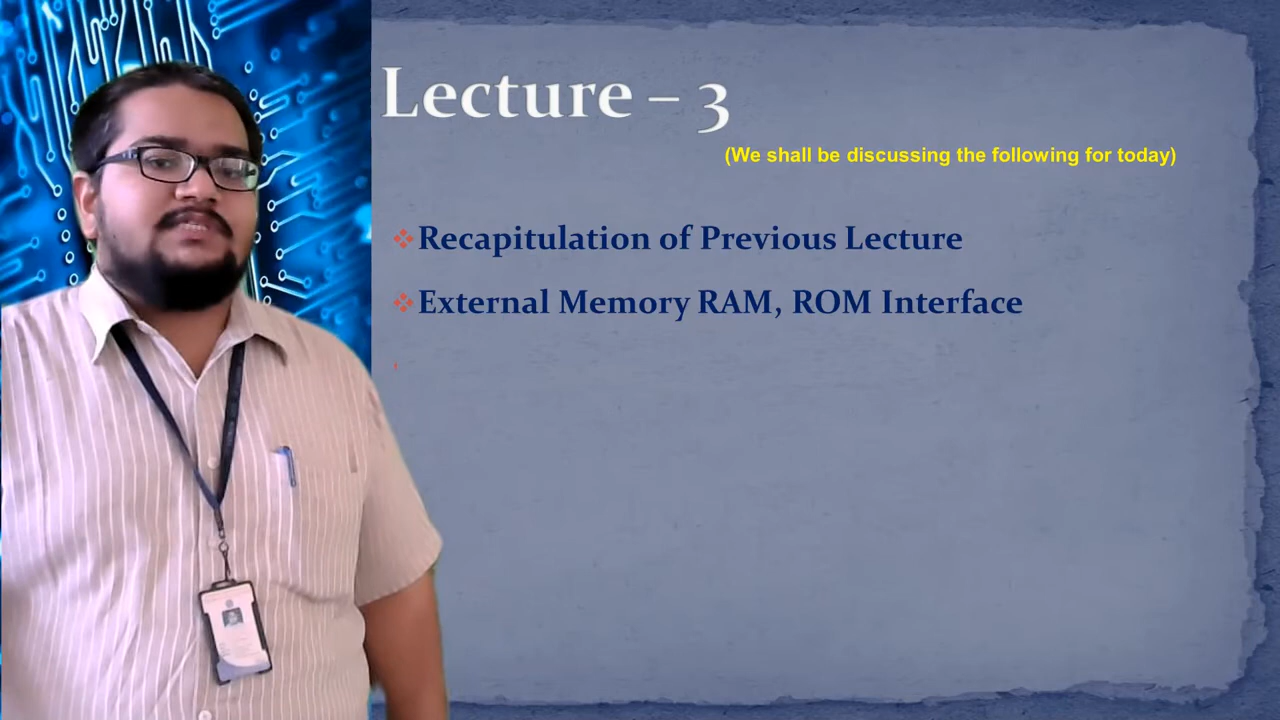 Lecture – 3
(We shall be discussing the following for today)
Recapitulation of Previous Lecture
External Memory RAM, ROM Interface